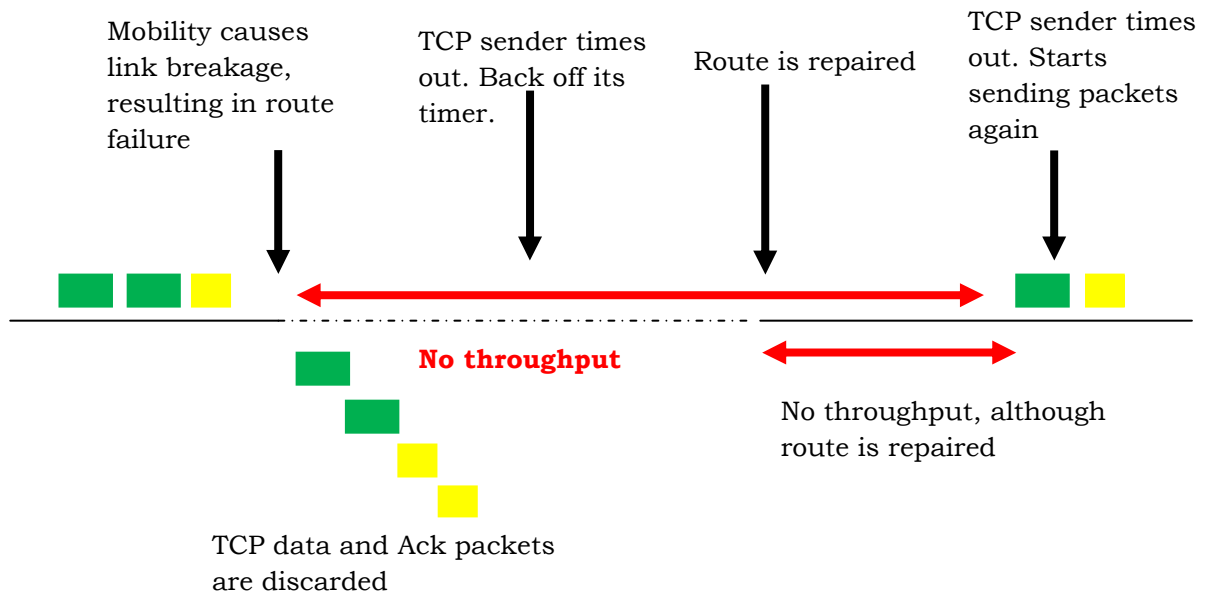 Mobility causes
link breakage,
resulting in route
failure
TCP sender times
out. Back off its
timer.
Route is repaired
TCP sender times
out. Starts
sending packets
again
No throughput
No throughput, although
route is repaired
TCP data and Ack packets
are discarded